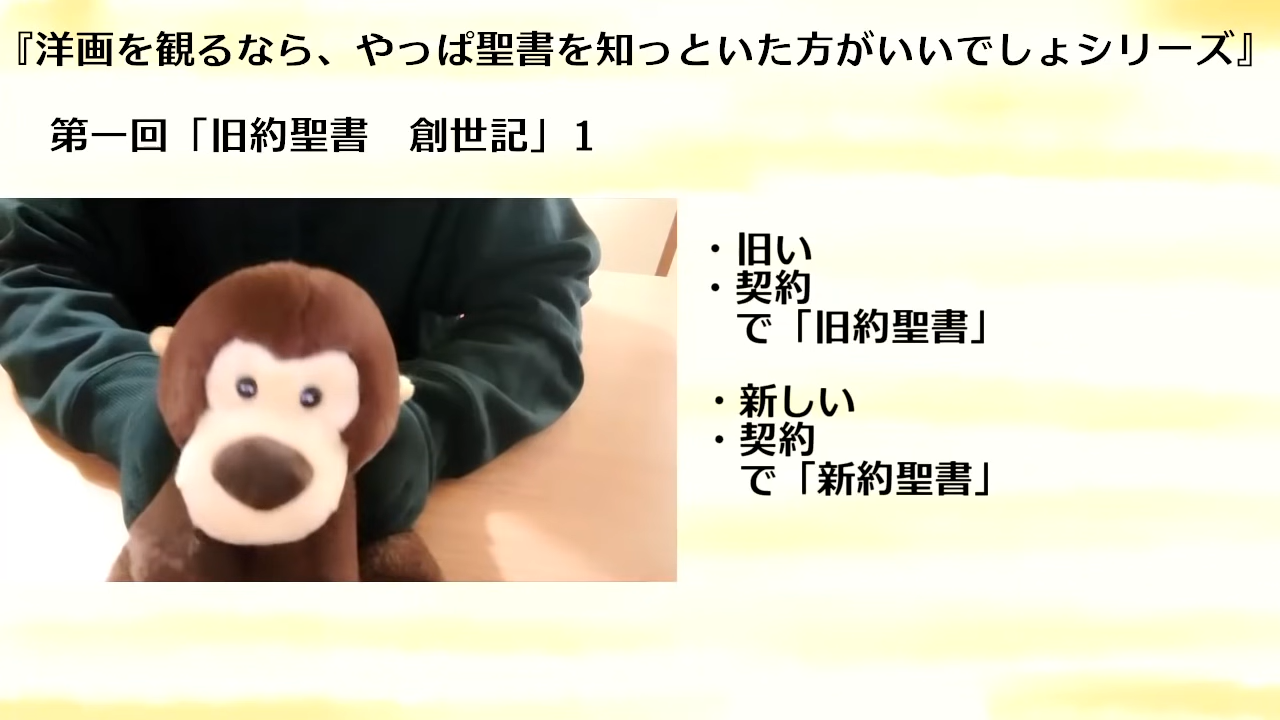 『洋画を観るなら、やっぱ聖書を知っといた方がいいでしょシリーズ』
第一回「旧約聖書　創世記」1
・旧い
・契約
で「旧約聖書」
・新しい
・契約
で「新約聖書」